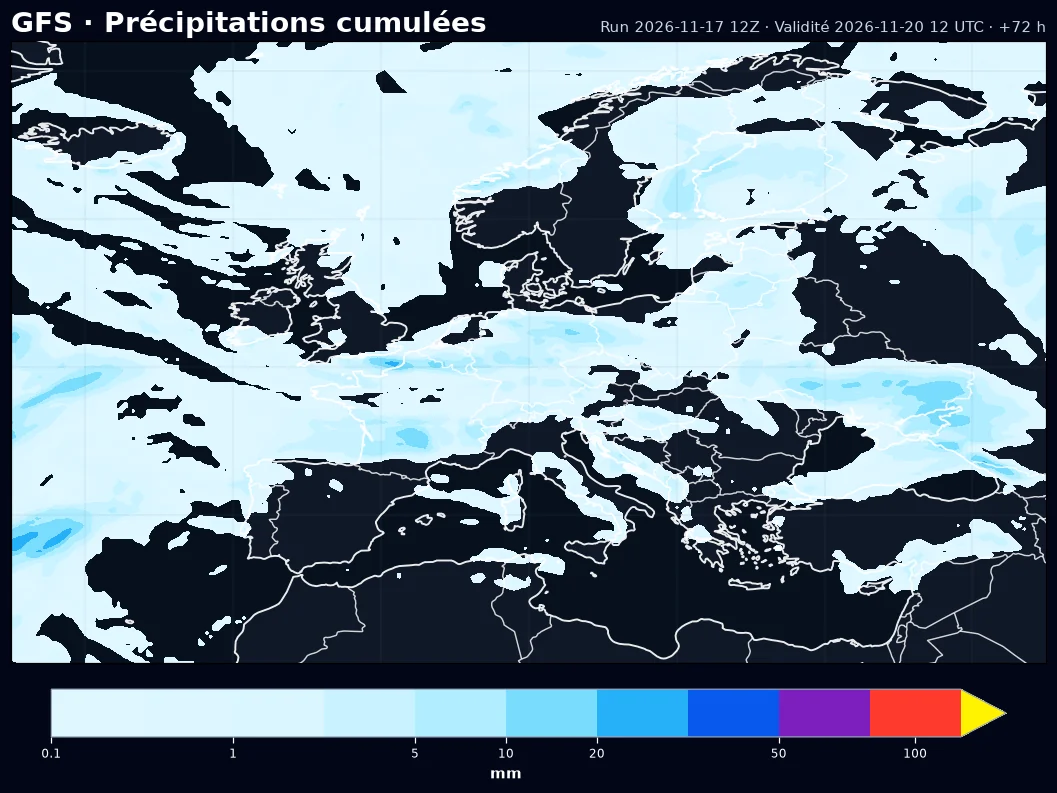 GFS · Précipitations cumulées
Run 2026-11-17 12Z · Validité 2026-11-20 12 UTC · +72 h
0.1 1 5 10 20 50 100
mm